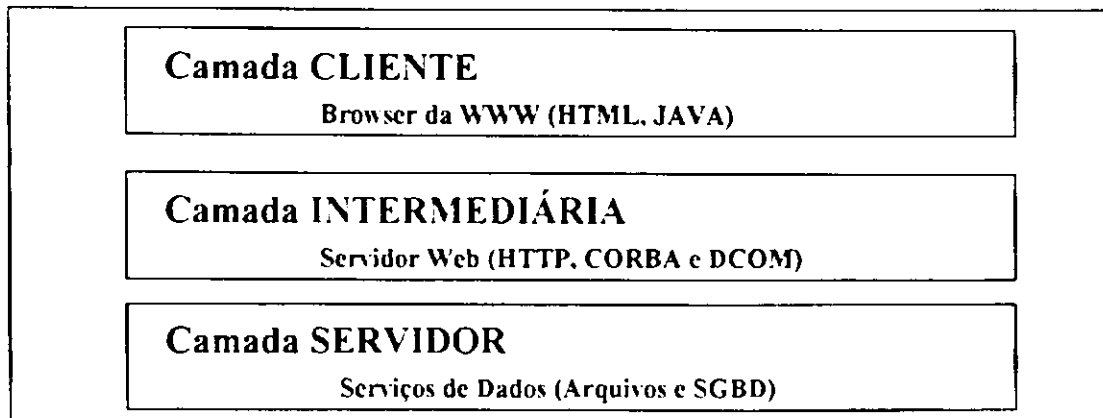 Camada CLIENTE
Browser da WWW (HTML, JAVA)
Camada INTERMEDIÁRIA
Servidor Web (HTTP, CORBA e DCOM)
Camada SERVIDOR
Serviços de Dados (Arquivos e SGBD)